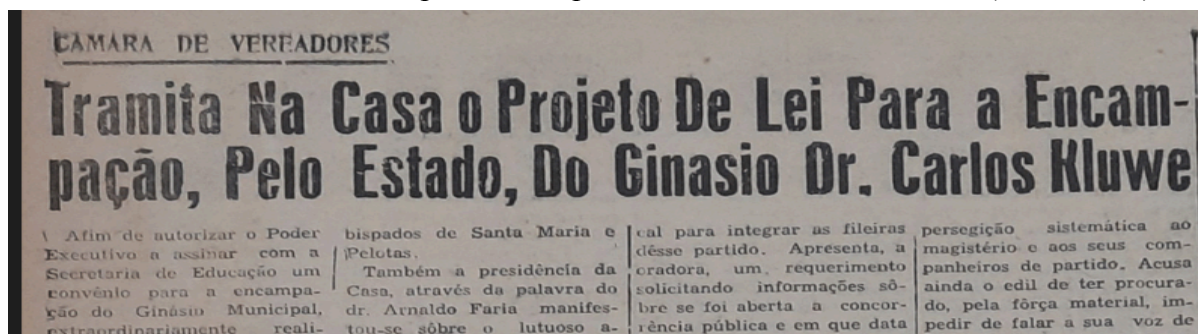 CÂMARA DE VEREADORES
Tramita Na Casa o Projeto De Lei Para a Encam-
pação, Pelo Estado, Do Ginasio Dr. Carlos Kluwe
Afim de autorizar o Poder
Executivo a assinar com a
Secretaria de Educação um
convênio para a encampa-
ção do Ginásio Municipal,
extraordinariamente reali-
bispados de Santa Maria e
Pelotas.
Também a presidência da
Casa, através da palavra do
dr. Arnaldo Faria manifes-
tou-se sôbre o lutuoso a-
cal para integrar as fileiras
dêsse partido. Apresenta, a
oradora, um requerimento
solicitando informações sô-
bre se foi aberta a concor-
rência pública e em que data
persegição sistemática ao
magistério e aos seus com-
panheiros de partido. Acusa
ainda o edil de ter procura-
do, pela fôrça material, im-
pedir de falar a sua voz de